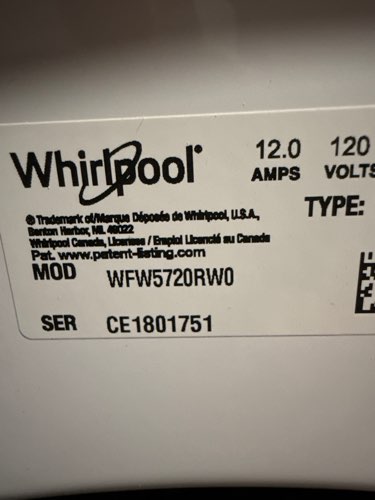 Whirlpool®
12.0 120
AMPS VOLTS
® Trademark of/Marque Déposée de Whirlpool, U.S.A.,
Benton Harbor, MI. 49022
TYPE:
Whirlpool Canada, Licensee / Emploi Licencié au Canada
Pat. www.patent-listing.com
MOD WFW5720RW0
SER CE1801751